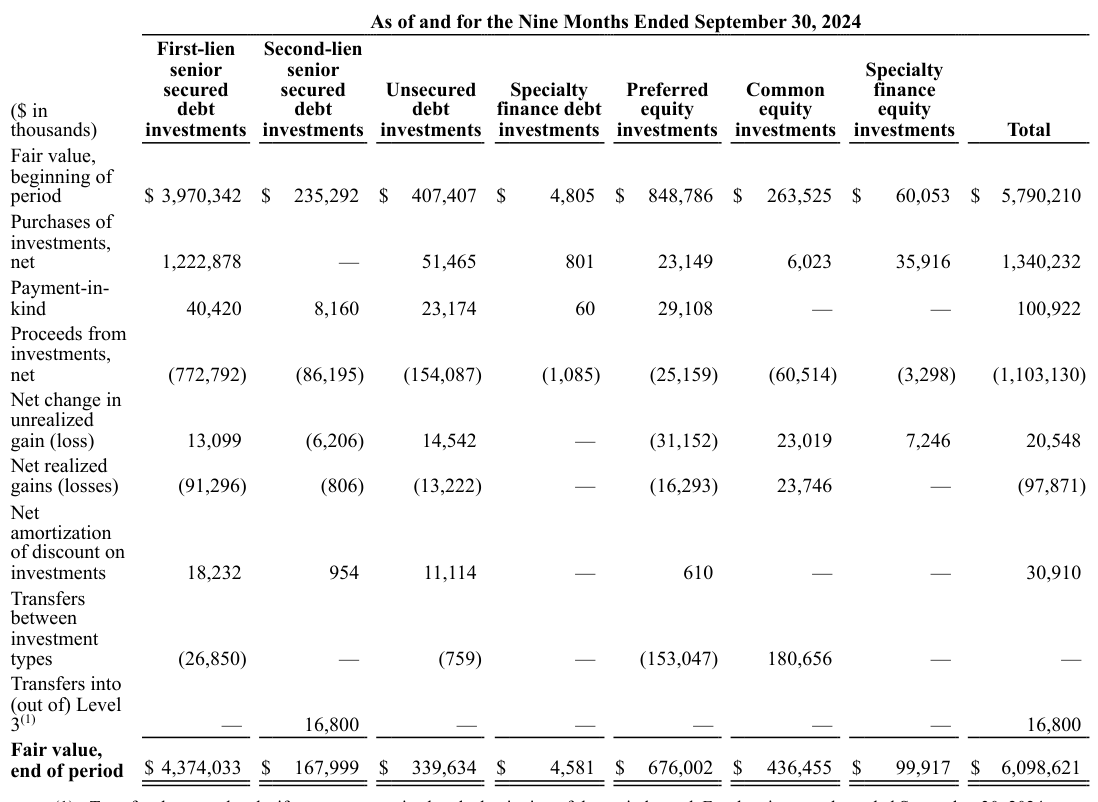 As of and for the Nine Months Ended September 30, 2024
($ in thousands) First-lien senior secured debt investments Second-lien senior secured debt investments Unsecured debt investments Specialty finance debt investments Preferred equity investments Common equity investments Specialty finance equity investments Total
Fair value, beginning of period $ 3,970,342 $ 235,292 $ 407,407 $ 4,805 $ 848,786 $ 263,525 $ 60,053 $ 5,790,210
Purchases of investments, net 1,222,878 — 51,465 801 23,149 6,023 35,916 1,340,232
Payment-in-kind 40,420 8,160 23,174 60 29,108 — — 100,922
Proceeds from investments, net (772,792) (86,195) (154,087) (1,085) (25,159) (60,514) (3,298) (1,103,130)
Net change in unrealized gain (loss) 13,099 (6,206) 14,542 — (31,152) 23,019 7,246 20,548
Net realized gains (losses) (91,296) (806) (13,222) — (16,293) 23,746 — (97,871)
Net amortization of discount on investments 18,232 954 11,114 — 610 — — 30,910
Transfers between investment types (26,850) — (759) — (153,047) 180,656 — —
Transfers into (out of) Level 3(1) — 16,800 — — — — — 16,800
Fair value, end of period $ 4,374,033 $ 167,999 $ 339,634 $ 4,581 $ 676,002 $ 436,455 $ 99,917 $ 6,098,621